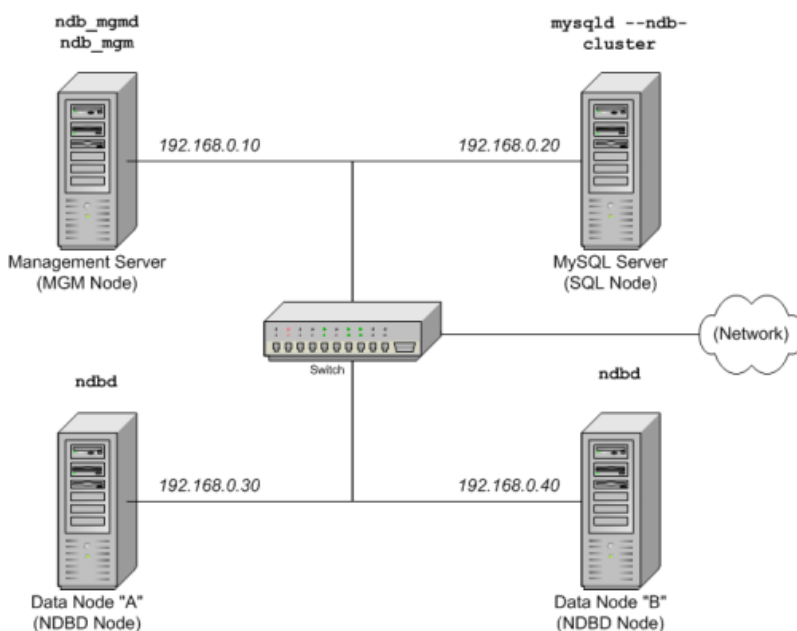 ndb_mgmd
ndb_mgm
mysqld --ndb-
cluster
192.168.0.10
192.168.0.20
Management Server
(MGM Node)
MySQL Server
(SQL Node)
(Network)
Switch
ndbd
ndbd
192.168.0.30
192.168.0.40
Data Node "A"
(NDBD Node)
Data Node "B"
(NDBD Node)